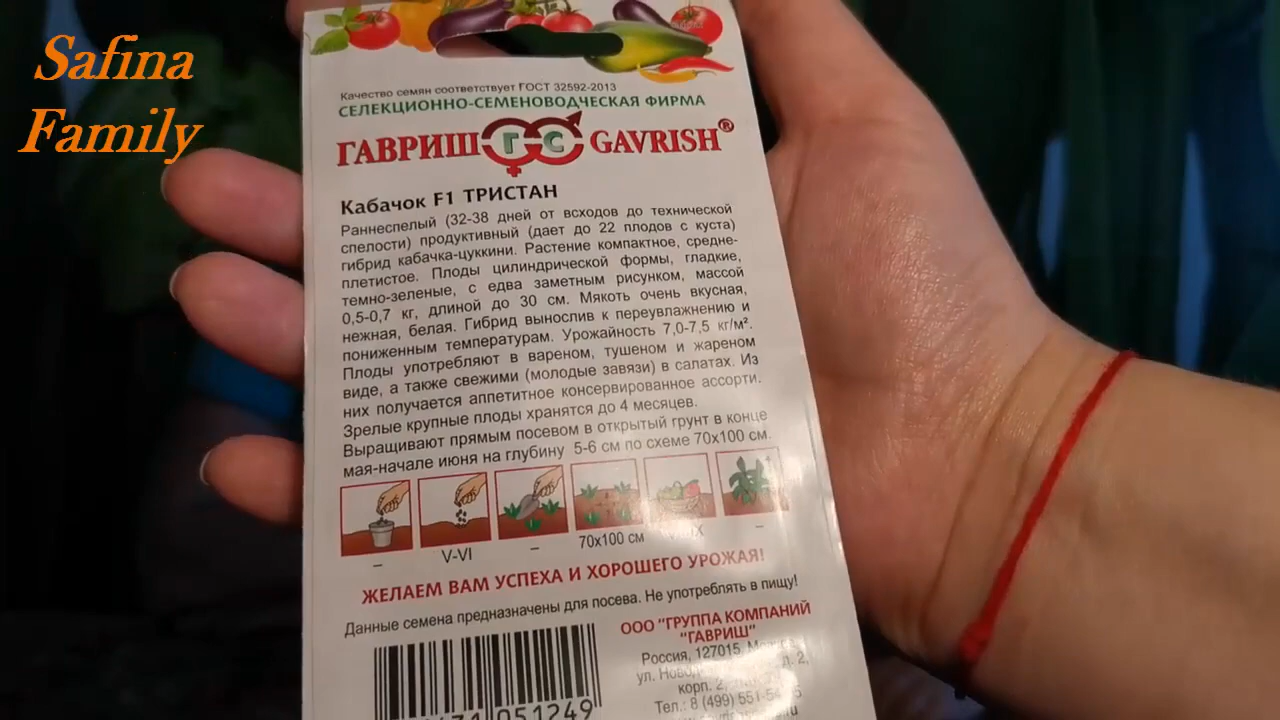 Safina
Family
Качество семян соответствует ГОСТ 32592-2013
СЕЛЕКЦИОННО-СЕМЕНОВОДЧЕСКАЯ ФИРМА
ГАВРИШ ГС GAVRISH®
Кабачок F1 ТРИСТАН
Раннеспелый (32-38 дней от всходов до технической
спелости) продуктивный (дает до 22 плодов с куста)
гибрид кабачка-цуккини. Растение компактное, средне-
плетистое. Плоды цилиндрической формы, гладкие,
темно-зеленые, с едва заметным рисунком, массой
0,5-0,7 кг, длиной до 30 см. Мякоть очень вкусная,
нежная, белая. Гибрид вынослив к переувлажнению и
пониженным температурам. Урожайность 7,0-7,5 кг/м².
Плоды употребляют в вареном, тушеном и жареном
виде, а также свежими (молодые завязи) в салатах. Из
них получается аппетитное консервированное ассорти.
Зрелые крупные плоды хранятся до 4 месяцев.
Выращивают прямым посевом в открытый грунт в конце
мая-начале июня на глубину 5-6 см по схеме 70х100 см.
– V-VI – 70х100 см –
ЖЕЛАЕМ ВАМ УСПЕХА И ХОРОШЕГО УРОЖАЯ!
Данные семена предназначены для посева. Не употреблять в пищу!
ООО "ГРУППА КОМПАНИЙ
"ГАВРИШ"
Россия, 127015,
ул. д. 2,
корп. 2,
Тел.: 8 (499)
051249